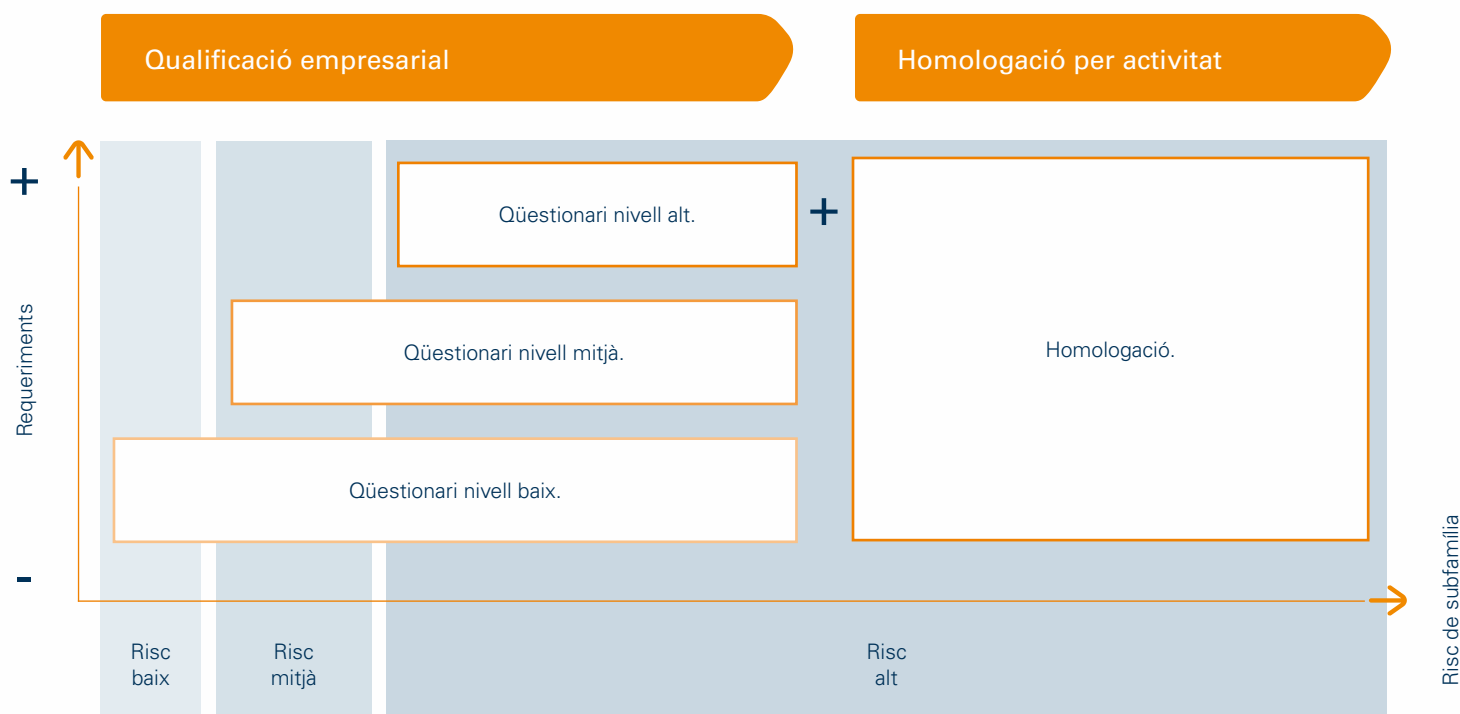 Qualificació empresarial
Homologació per activitat
+
Qüestionari nivell alt.
+
Qüestionari nivell mitjà.
Homologació.
Requeriments
Qüestionari nivell baix.
-
Risc de subfamília
Risc
baix
Risc
mitjà
Risc
alt